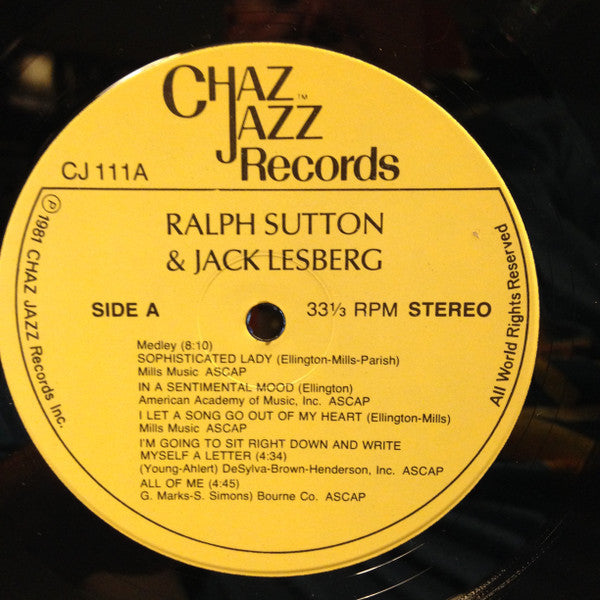 CHAZ
JAZZ ™
Records
CJ 111A
RALPH SUTTON
& JACK LESBERG
SIDE A
33⅓ RPM STEREO
Medley (8:10)
SOPHISTICATED LADY (Ellington-Mills-Parish)
Mills Music ASCAP
IN A SENTIMENTAL MOOD (Ellington)
American Academy of Music, Inc. ASCAP
I LET A SONG GO OUT OF MY HEART (Ellington-Mills)
Mills Music ASCAP
I'M GOING TO SIT RIGHT DOWN AND WRITE
MYSELF A LETTER (4:34)
(Young-Ahlert) DeSylva-Brown-Henderson, Inc. ASCAP
ALL OF ME (4:45)
G. Marks-S. Simons) Bourne Co. ASCAP
℗ 1981 CHAZ JAZZ Records Inc.
All World Rights Reserved